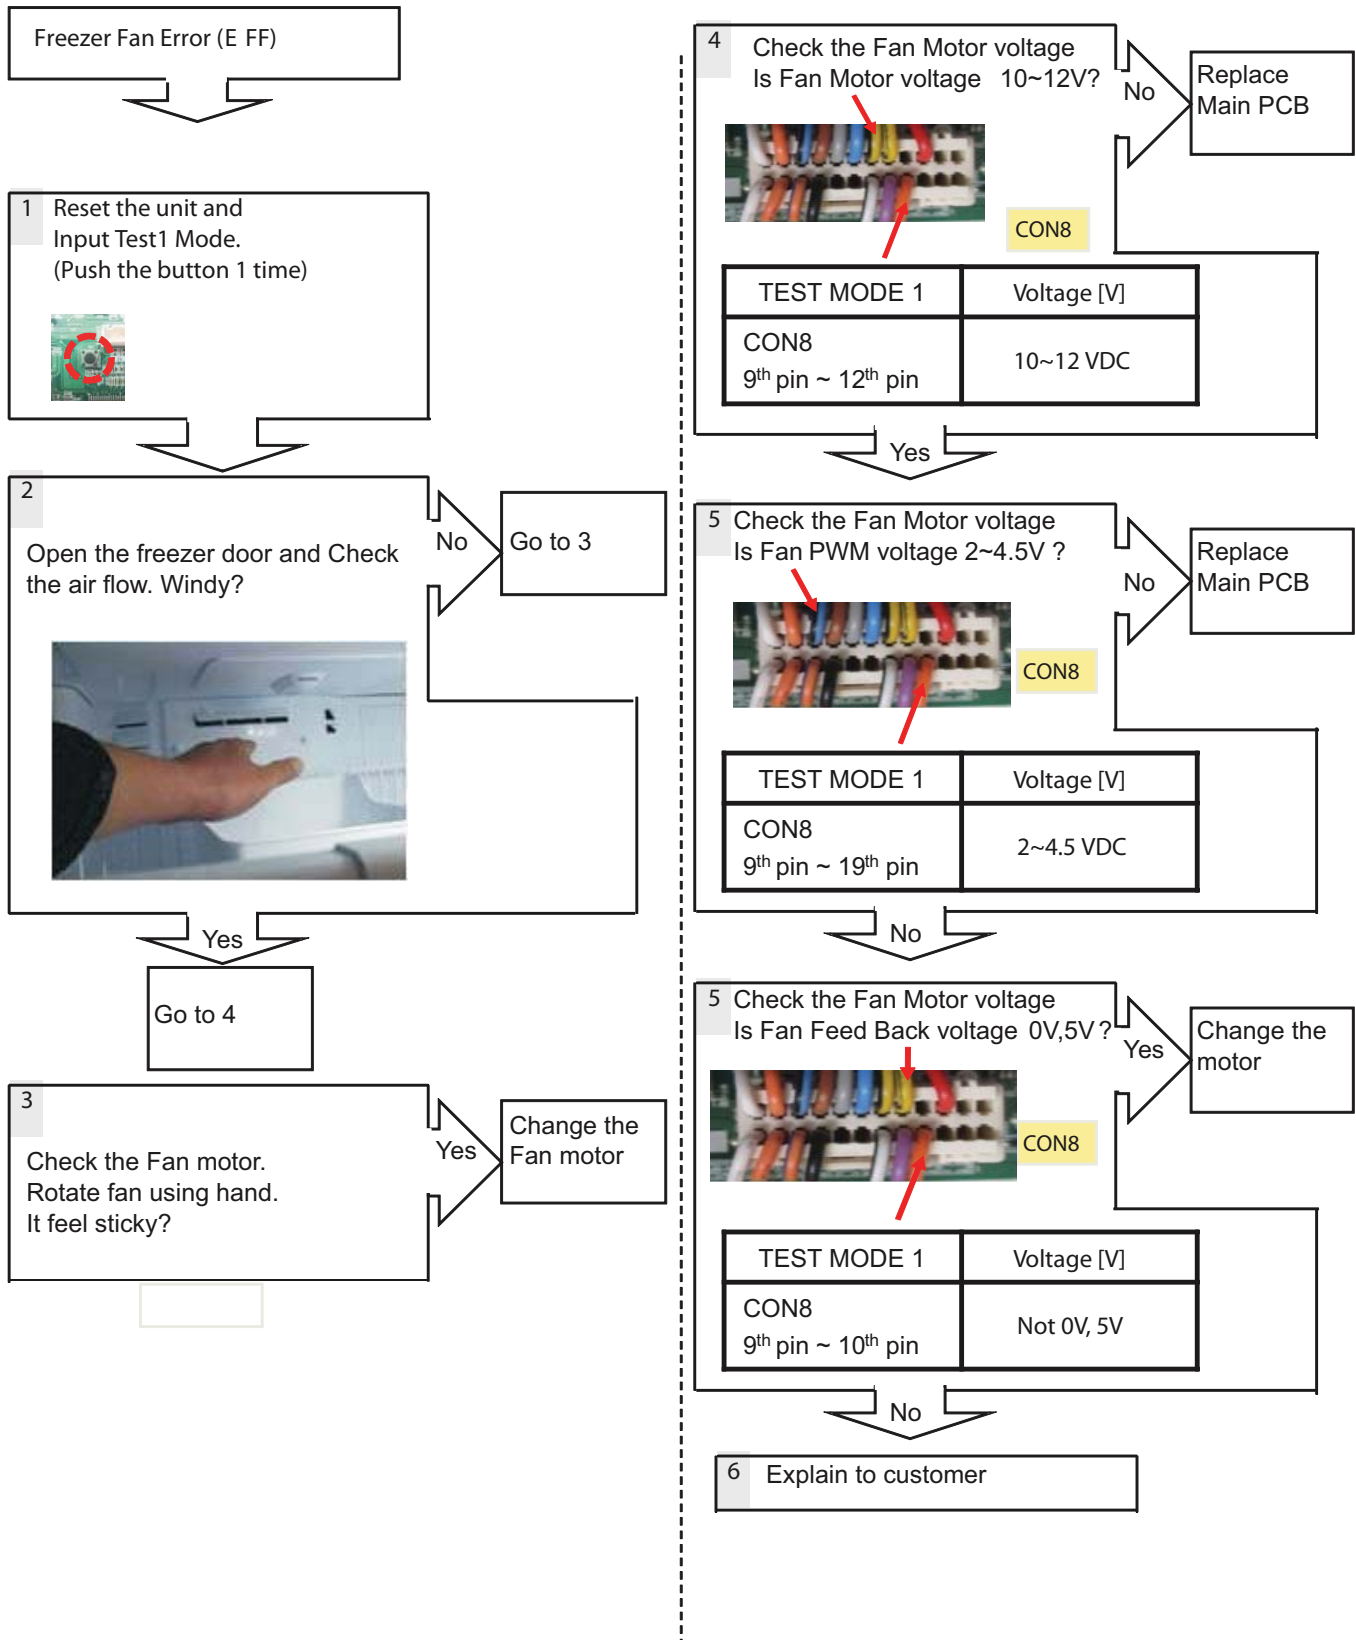 Freezer Fan Error (E FF)
1 Reset the unit and
Input Test1 Mode.
(Push the button 1 time)
2
Open the freezer door and Check
the air flow. Windy?
No
Go to 3
Yes
Go to 4
3
Check the Fan motor.
Rotate fan using hand.
It feel sticky?
Yes
Change the
Fan motor
4 Check the Fan Motor voltage
Is Fan Motor voltage 10~12V?
No
Replace
Main PCB
CON8
TEST MODE 1 Voltage [V]
CON8
9th pin ~ 12th pin
10~12 VDC
Yes
5 Check the Fan Motor voltage
Is Fan PWM voltage 2~4.5V ?
No
Replace
Main PCB
CON8
TEST MODE 1 Voltage [V]
CON8
9th pin ~ 19th pin
2~4.5 VDC
No
5 Check the Fan Motor voltage
Is Fan Feed Back voltage 0V,5V ?
Yes
Change the
motor
CON8
TEST MODE 1 Voltage [V]
CON8
9th pin ~ 10th pin
Not 0V, 5V
No
6 Explain to customer